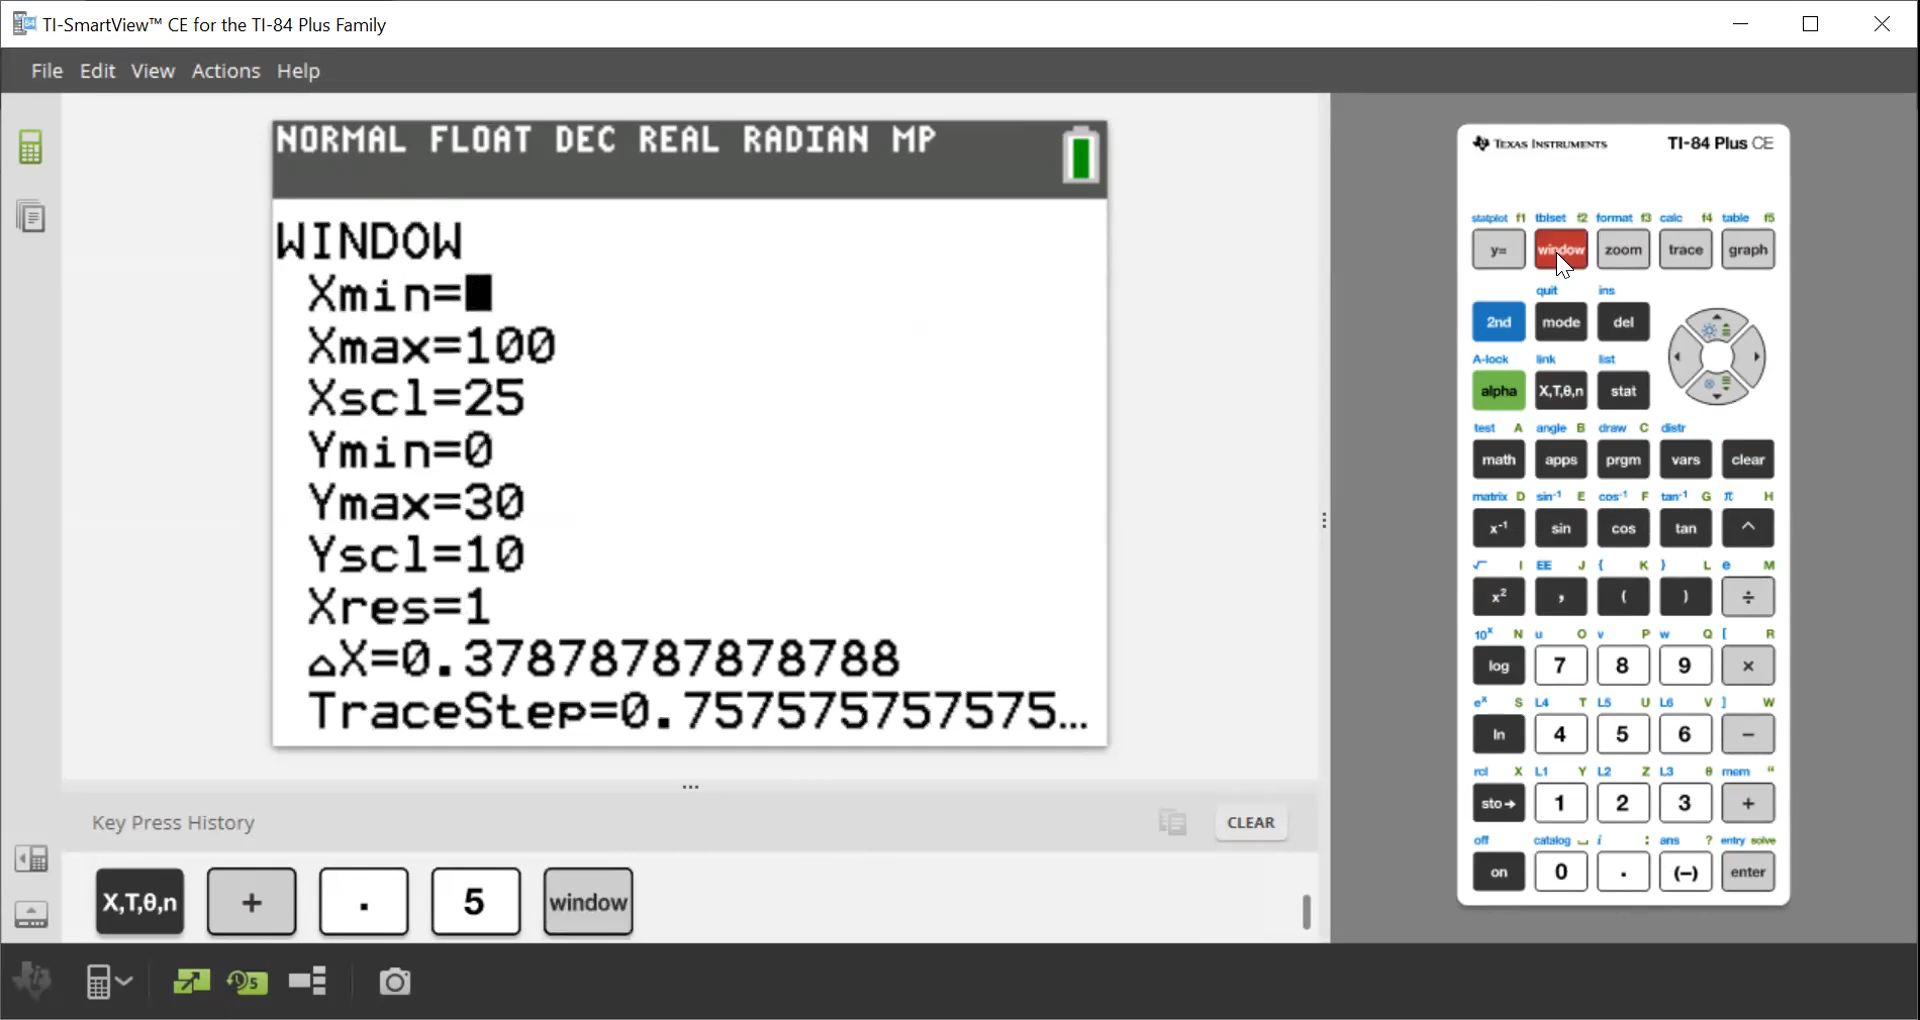 TI-SmartView™ CE for the TI-84 Plus Family
File Edit View Actions Help
NORMAL FLOAT DEC REAL RADIAN MP
WINDOW
Xmin=
Xmax=100
Xscl=25
Ymin=0
Ymax=30
Yscl=10
Xres=1
△X=0.37878787878788
TraceStep=0.757575757575…
Key Press History
CLEAR
X,T,θ,n + . 5 window
5
TEXAS INSTRUMENTS TI-84 Plus CE
statplot f1 tblset f2 format f3 calc f4 table f5
y= window zoom trace graph
quit ins
2nd mode del
A-lock link list
alpha X,T,θ,n stat
test A angle B draw C distr
math apps prgm vars clear
matrix D sin⁻¹ E cos⁻¹ F tan⁻¹ G π H
x⁻¹ sin cos tan ^
√ I EE J { K } L e M
x² , ( ) ÷
10ˣ N u O v P w Q [ R
log 7 8 9 ×
eˣ S L4 T L5 U L6 V ] W
ln 4 5 6 −
rcl X L1 Y L2 Z L3 θ mem “
sto→ 1 2 3 +
off catalog ⎵ i : ans ? entry solve
on 0 . (−) enter